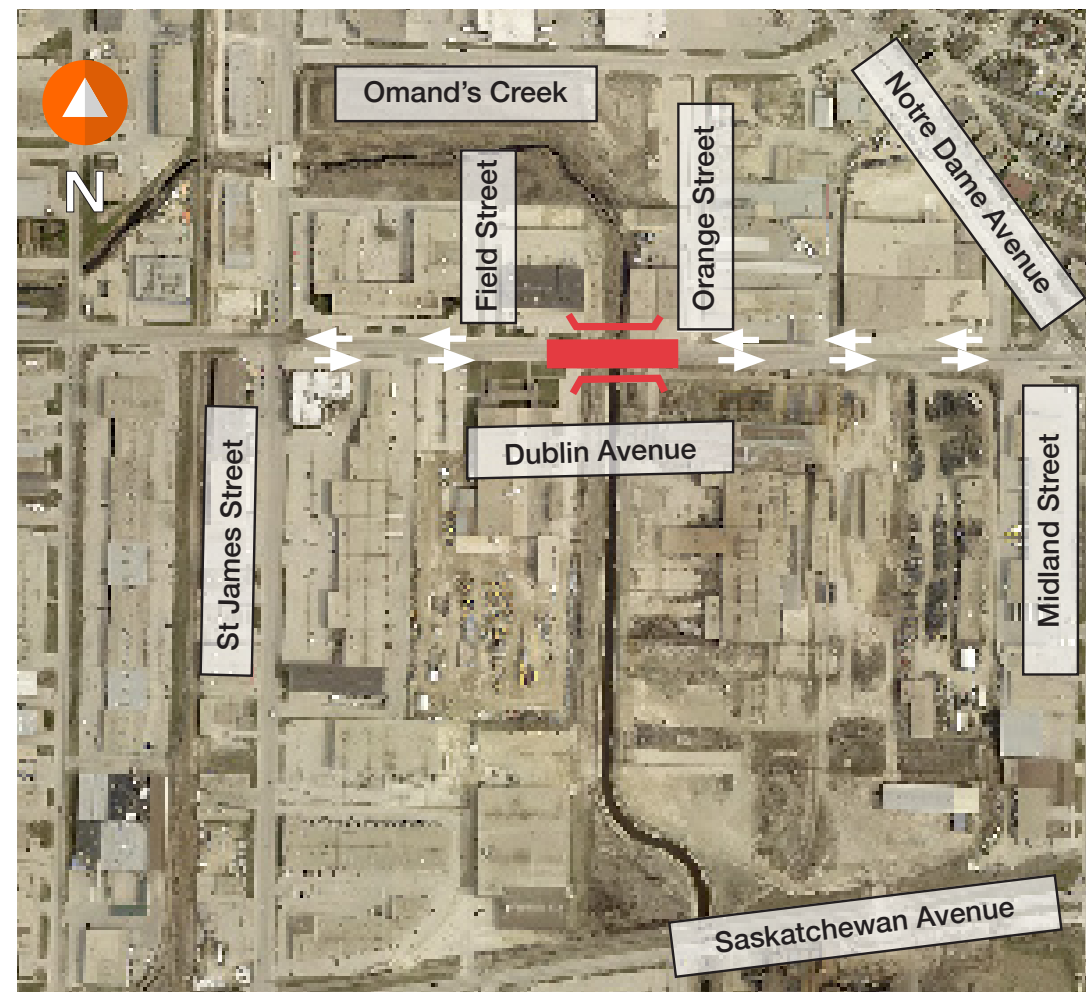 Omand's Creek
Notre Dame Avenue
N
Field Street
Orange Street
Dublin Avenue
St James Street
Midland Street
Saskatchewan Avenue